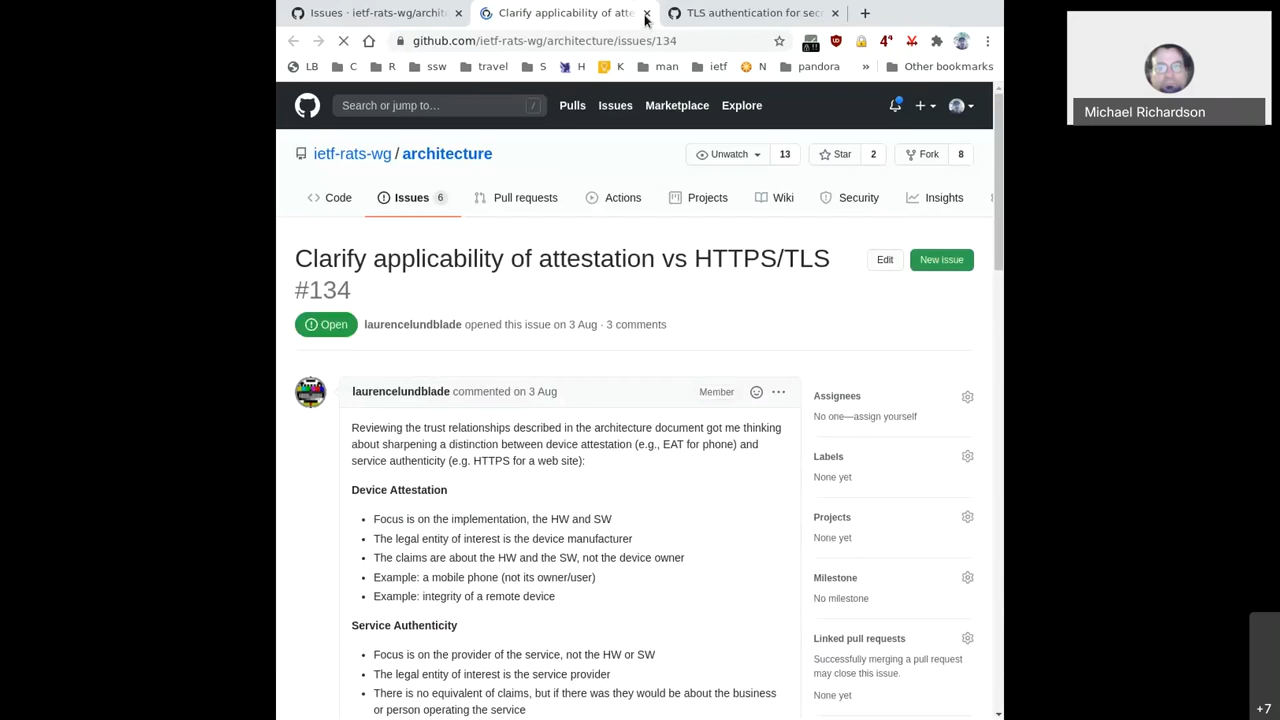 Issues · ietf-rats-wg/archite
Clarify applicability of atte
TLS authentication for sec
github.com/ietf-rats-wg/architecture/issues/134
LB
C
R
ssw
travel
S
H
K
man
ietf
N
pandora
»
Other bookmarks
Search or jump to…
/
Pulls
Issues
Marketplace
Explore
ietf-rats-wg / architecture
Unwatch 13
Star 2
Fork 8
Code
Issues 6
Pull requests
Actions
Projects
Wiki
Security
Insights
Clarify applicability of attestation vs HTTPS/TLS
#134
Edit
New issue
Open
laurencelundblade opened this issue on 3 Aug · 3 comments
laurencelundblade commented on 3 Aug
Member
Reviewing the trust relationships described in the architecture document got me thinking
about sharpening a distinction between device attestation (e.g., EAT for phone) and
service authenticity (e.g. HTTPS for a web site):
Device Attestation
• Focus is on the implementation, the HW and SW
• The legal entity of interest is the device manufacturer
• The claims are about the HW and the SW, not the device owner
• Example: a mobile phone (not its owner/user)
• Example: integrity of a remote device
Service Authenticity
• Focus is on the provider of the service, not the HW or SW
• The legal entity of interest is the service provider
• There is no equivalent of claims, but if there was they would be about the business
or person operating the service
Assignees
No one—assign yourself
Labels
None yet
Projects
None yet
Milestone
No milestone
Linked pull requests
Successfully merging a pull request
may close this issue.
None yet
Michael Richardson
+7